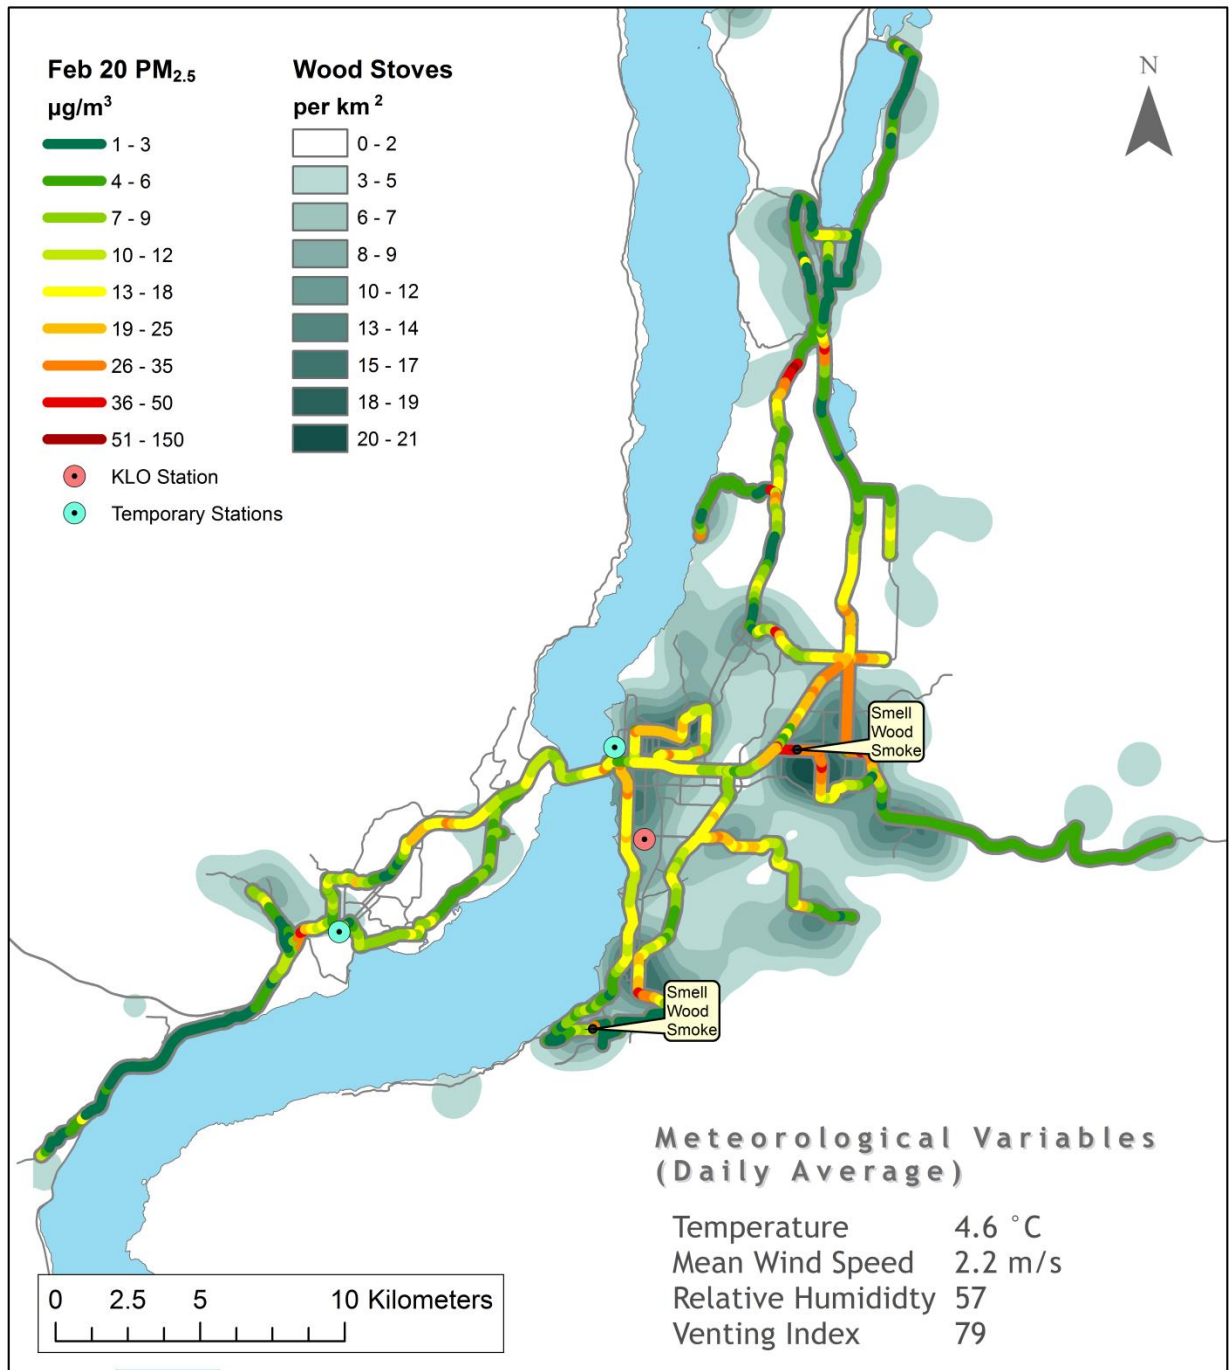 Feb 20 PM2.5
µg/m³
1 - 3
4 - 6
7 - 9
10 - 12
13 - 18
19 - 25
26 - 35
36 - 50
51 - 150
KLO Station
Temporary Stations
Wood Stoves
per km ²
0 - 2
3 - 5
6 - 7
8 - 9
10 - 12
13 - 14
15 - 17
18 - 19
20 - 21
N
Smell
Wood
Smoke
Smell
Wood
Smoke
Meteorological Variables
(Daily Average)
Temperature 4.6 °C
Mean Wind Speed 2.2 m/s
Relative Humididty 57
Venting Index 79
0 2.5 5 10 Kilometers